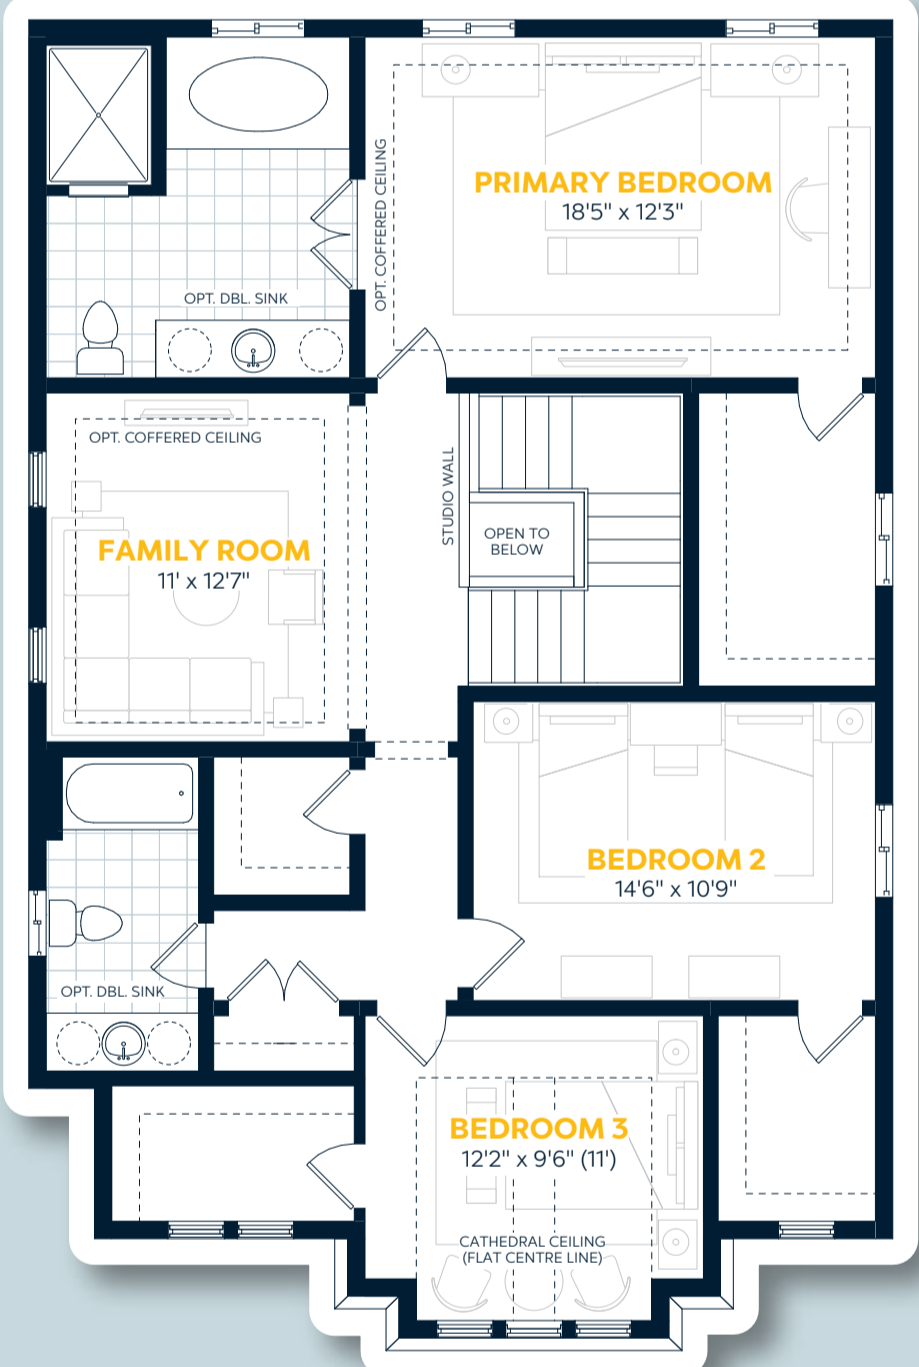 OPT. COFFERED CEILING
PRIMARY BEDROOM
18'5" x 12'3"
OPT. DBL. SINK
OPT. COFFERED CEILING
STUDIO WALL
OPEN TO
BELOW
FAMILY ROOM
11' x 12'7"
BEDROOM 2
14'6" x 10'9"
OPT. DBL. SINK
BEDROOM 3
12'2" x 9'6" (11')
CATHEDRAL CEILING
(FLAT CENTRE LINE)